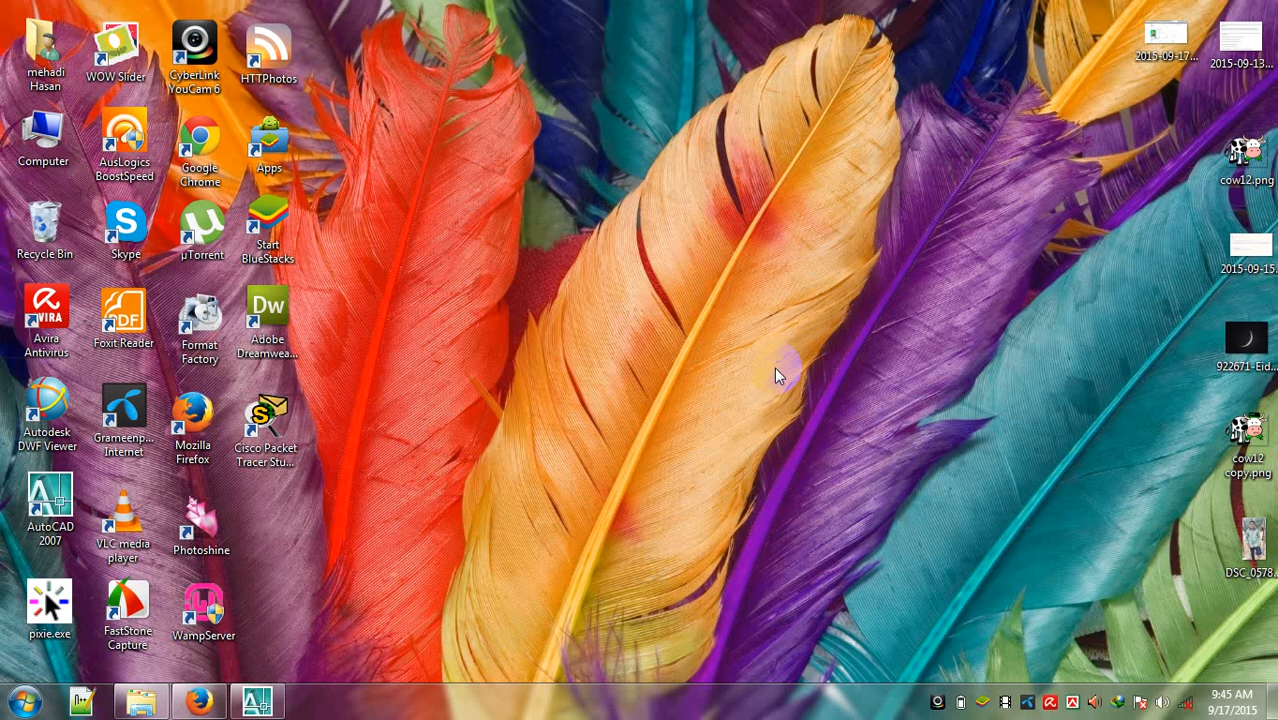 mehadi
Hasan
WOW Slider
CyberLink
YouCam 6
HTTPhotos
Computer
AusLogics
BoostSpeed
Google
Chrome
Apps
Recycle Bin
Skype
µTorrent
Start
BlueStacks
Avira
Antivirus
Foxit Reader
Format
Factory
Adobe
Dreamwea...
Autodesk
DWF Viewer
Grameenp...
Internet
Mozilla
Firefox
Cisco Packet
Tracer Stu...
AutoCAD
2007
VLC media
player
Photoshine
pixie.exe
FastStone
Capture
WampServer
VIRA
DF
Dw
2015-09-17...
2015-09-13...
cow12.png
2015-09-15...
922671-Eid...
cow12
copy.png
DSC_0578...
9:45 AM
9/17/2015